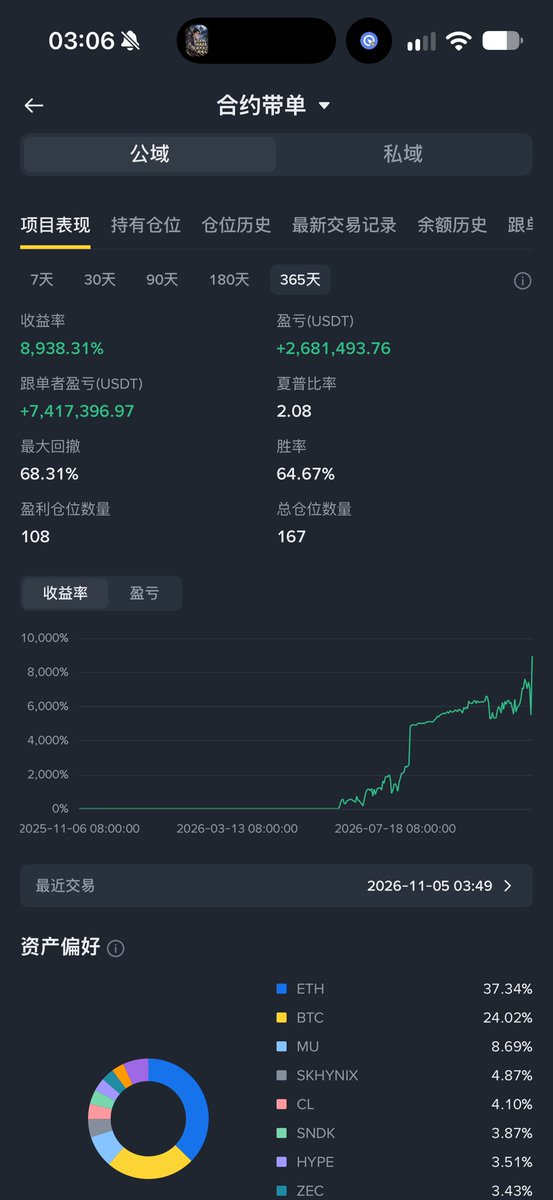 03:06
合约带单
公域 私域
项目表现 持有仓位 仓位历史 最新交易记录 余额历史 跟单
7天 30天 90天 180天 365天
收益率 盈亏(USDT)
8,938.31% +2,681,493.76
跟单者盈亏(USDT) 夏普比率
+7,417,396.97 2.08
最大回撤 胜率
68.31% 64.67%
盈利仓位数量 总仓位数量
108 167
收益率 盈亏
10,000%
8,000%
6,000%
4,000%
2,000%
0%
2025-11-06 08:00:00 2026-03-13 08:00:00 2026-07-18 08:00:00
最近交易 2026-11-05 03:49
资产偏好
ETH 37.34%
BTC 24.02%
MU 8.69%
SKHYNIX 4.87%
CL 4.10%
SNDK 3.87%
HYPE 3.51%
ZEC 3.43%